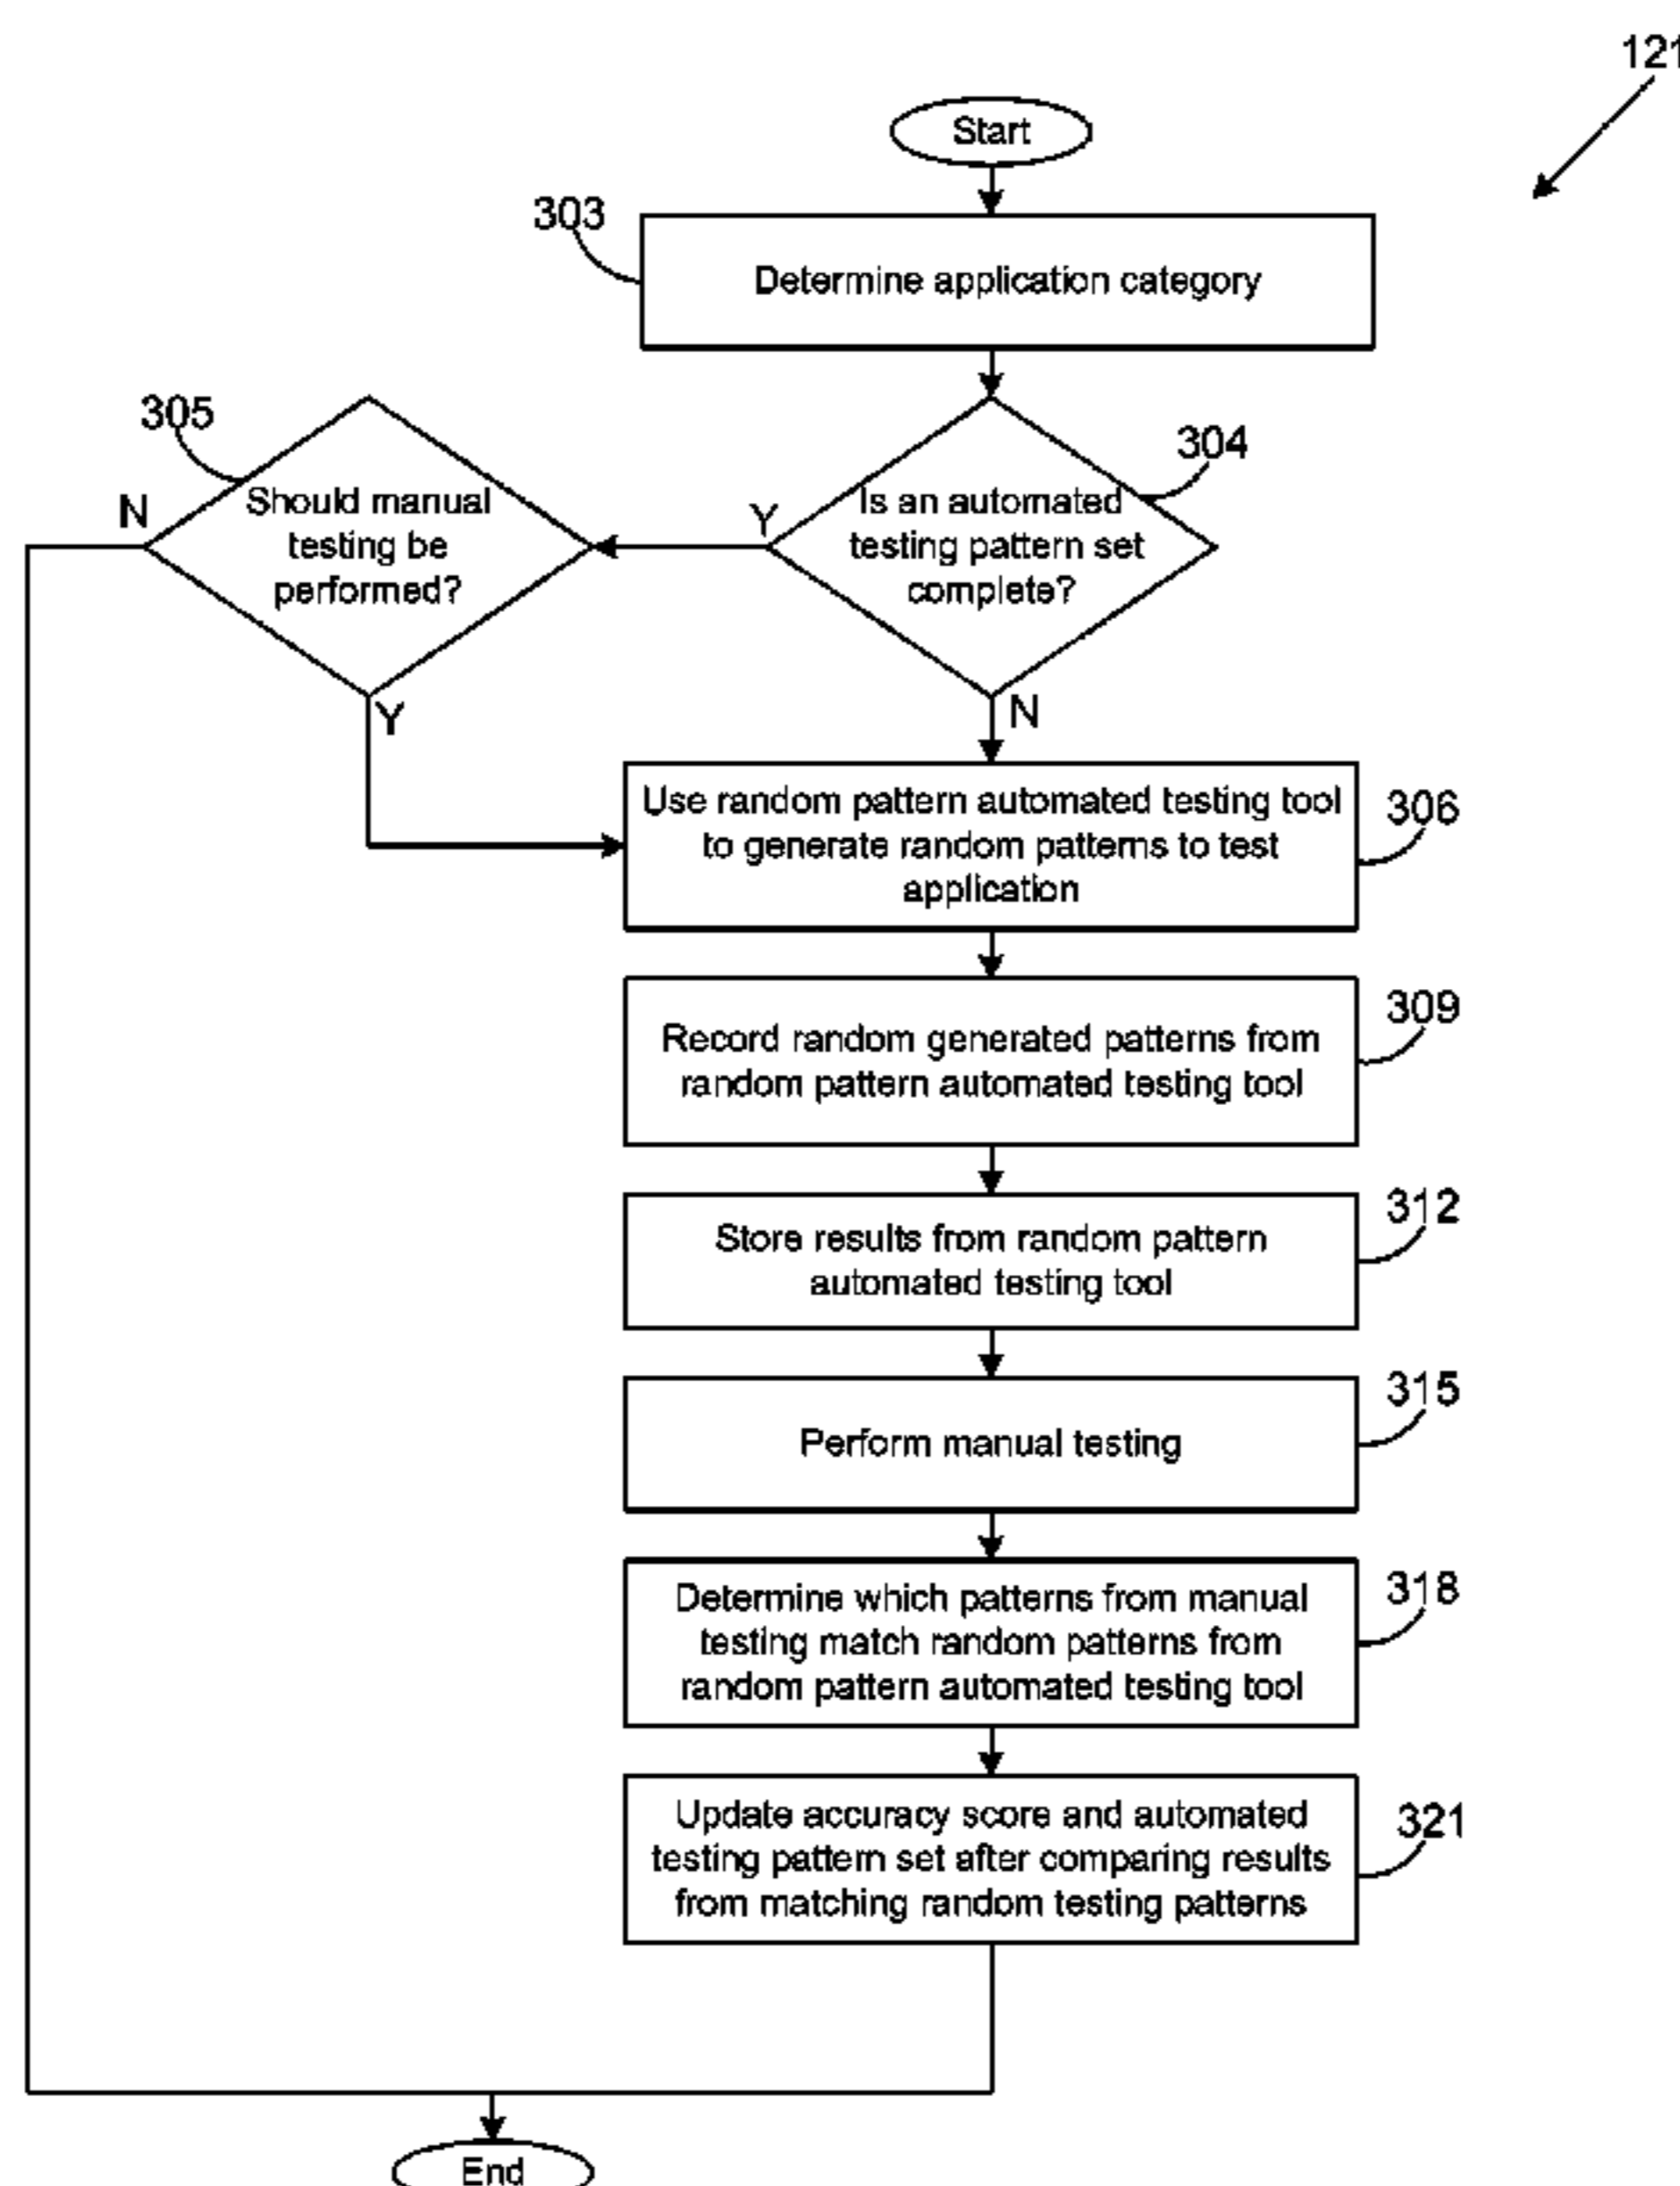 121
Start
303
Determine application category
305
304
N
Should manual
testing be
performed?
Y
Is an automated
testing pattern set
complete?
Y
N
Use random pattern automated testing tool
to generate random patterns to test
application
306
Record random generated patterns from
random pattern automated testing tool
309
Store results from random pattern
automated testing tool
312
Perform manual testing
315
Determine which patterns from manual
testing match random patterns from
random pattern automated testing tool
318
Update accuracy score and automated
testing pattern set after comparing results
from matching random testing patterns
321
End